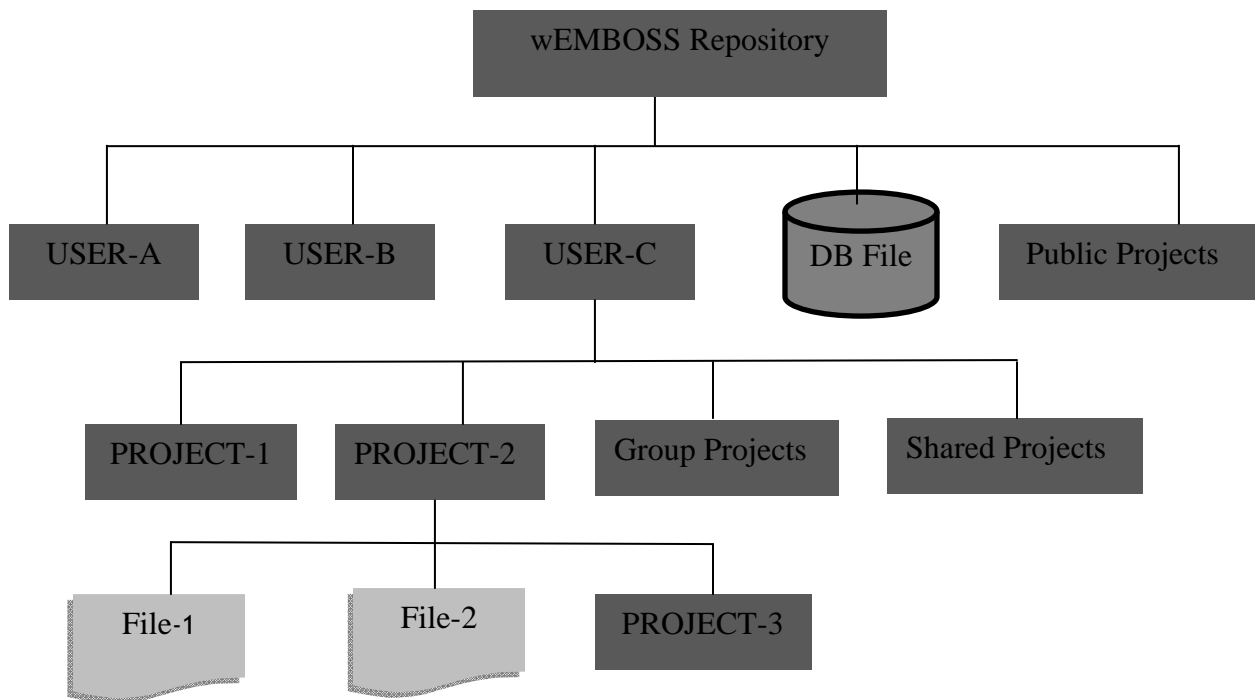 wEMBOSS Repository
USER-A
USER-B
USER-C
DB File
Public Projects
PROJECT-1
PROJECT-2
Group Projects
Shared Projects
File-1
File-2
PROJECT-3